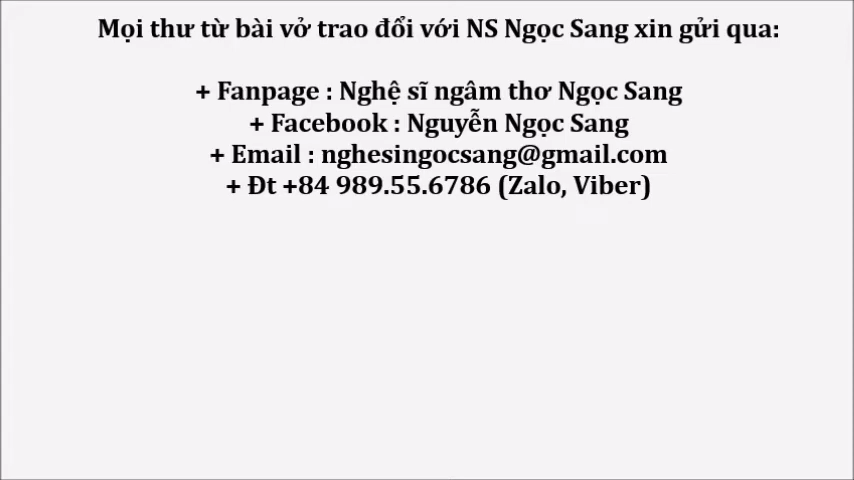 Mọi thư từ bài vở trao đổi với NS Ngọc Sang xin gửi qua:
+ Fanpage : Nghệ sĩ ngâm thơ Ngọc Sang
+ Facebook : Nguyễn Ngọc Sang
+ Email : nghesingocsang@gmail.com
+ Đt +84 989.55.6786 (Zalo, Viber)